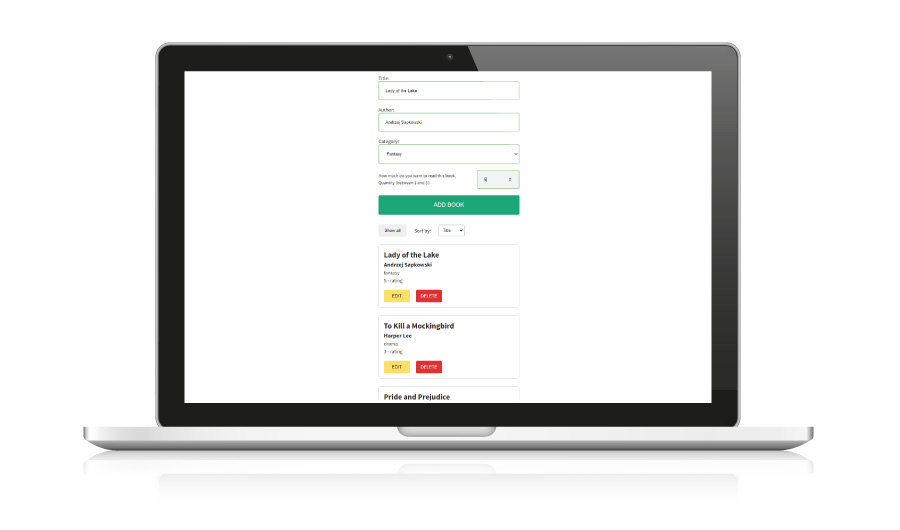 Title:
Lady of the Lake
Author:
Andrzej Sapkowski
Category:
Fantasy
How much do you want to read this book.
Quantity (between 1 and 5):
5
ADD BOOK
Show all
Sort by:
Title
Lady of the Lake
Andrzej Sapkowski
fantasy
5 - rating
EDIT
DELETE
To Kill a Mockingbird
Harper Lee
drama
3 - rating
EDIT
DELETE
Pride and Prejudice